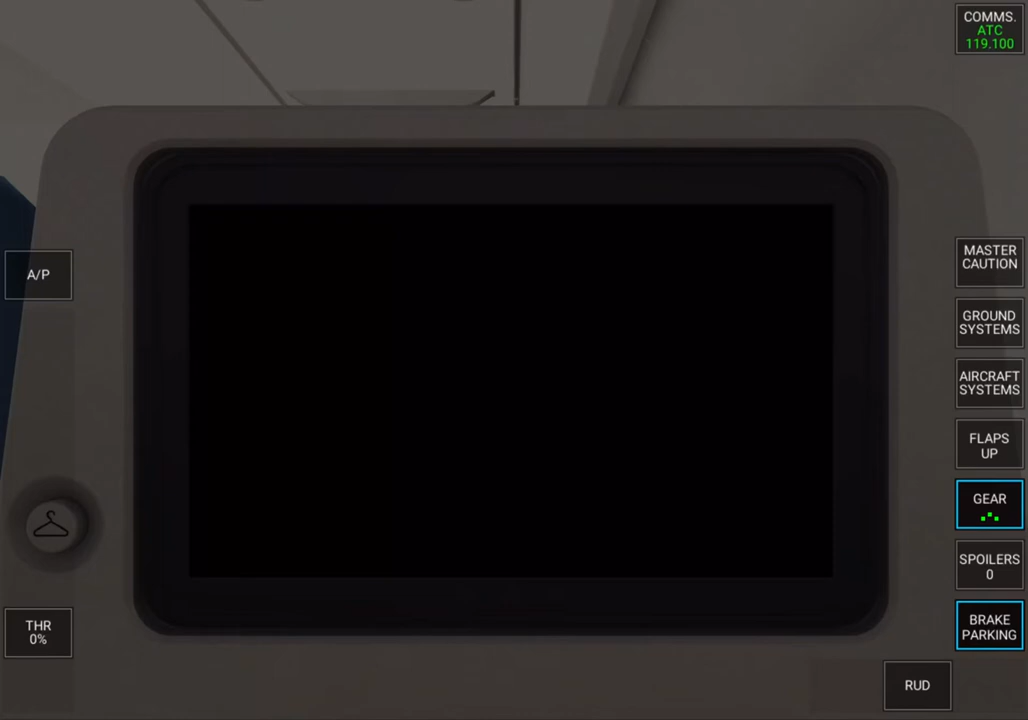 COMMS.
ATC
119.100
A/P
MASTER
CAUTION
GROUND
SYSTEMS
AIRCRAFT
SYSTEMS
FLAPS
UP
GEAR
SPOILERS
0
THR
0%
BRAKE
PARKING
RUD